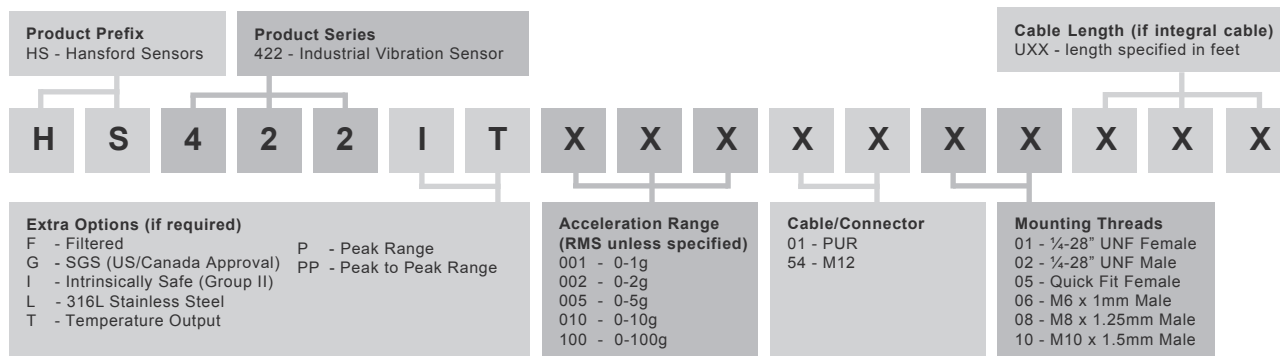 Product Prefix
HS - Hansford Sensors
Product Series
422 - Industrial Vibration Sensor
Cable Length (if integral cable)
UXX - length specified in feet
H S 4 2 2 I T X X X X X X X X X X
Extra Options (if required)
F - Filtered
G - SGS (US/Canada Approval)
I - Intrinsically Safe (Group II)
L - 316L Stainless Steel
T - Temperature Output
P - Peak Range
PP - Peak to Peak Range
Acceleration Range
(RMS unless specified)
001 - 0-1g
002 - 0-2g
005 - 0-5g
010 - 0-10g
100 - 0-100g
Cable/Connector
01 - PUR
54 - M12
Mounting Threads
01 - ¼-28” UNF Female
02 - ¼-28” UNF Male
05 - Quick Fit Female
06 - M6 x 1mm Male
08 - M8 x 1.25mm Male
10 - M10 x 1.5mm Male